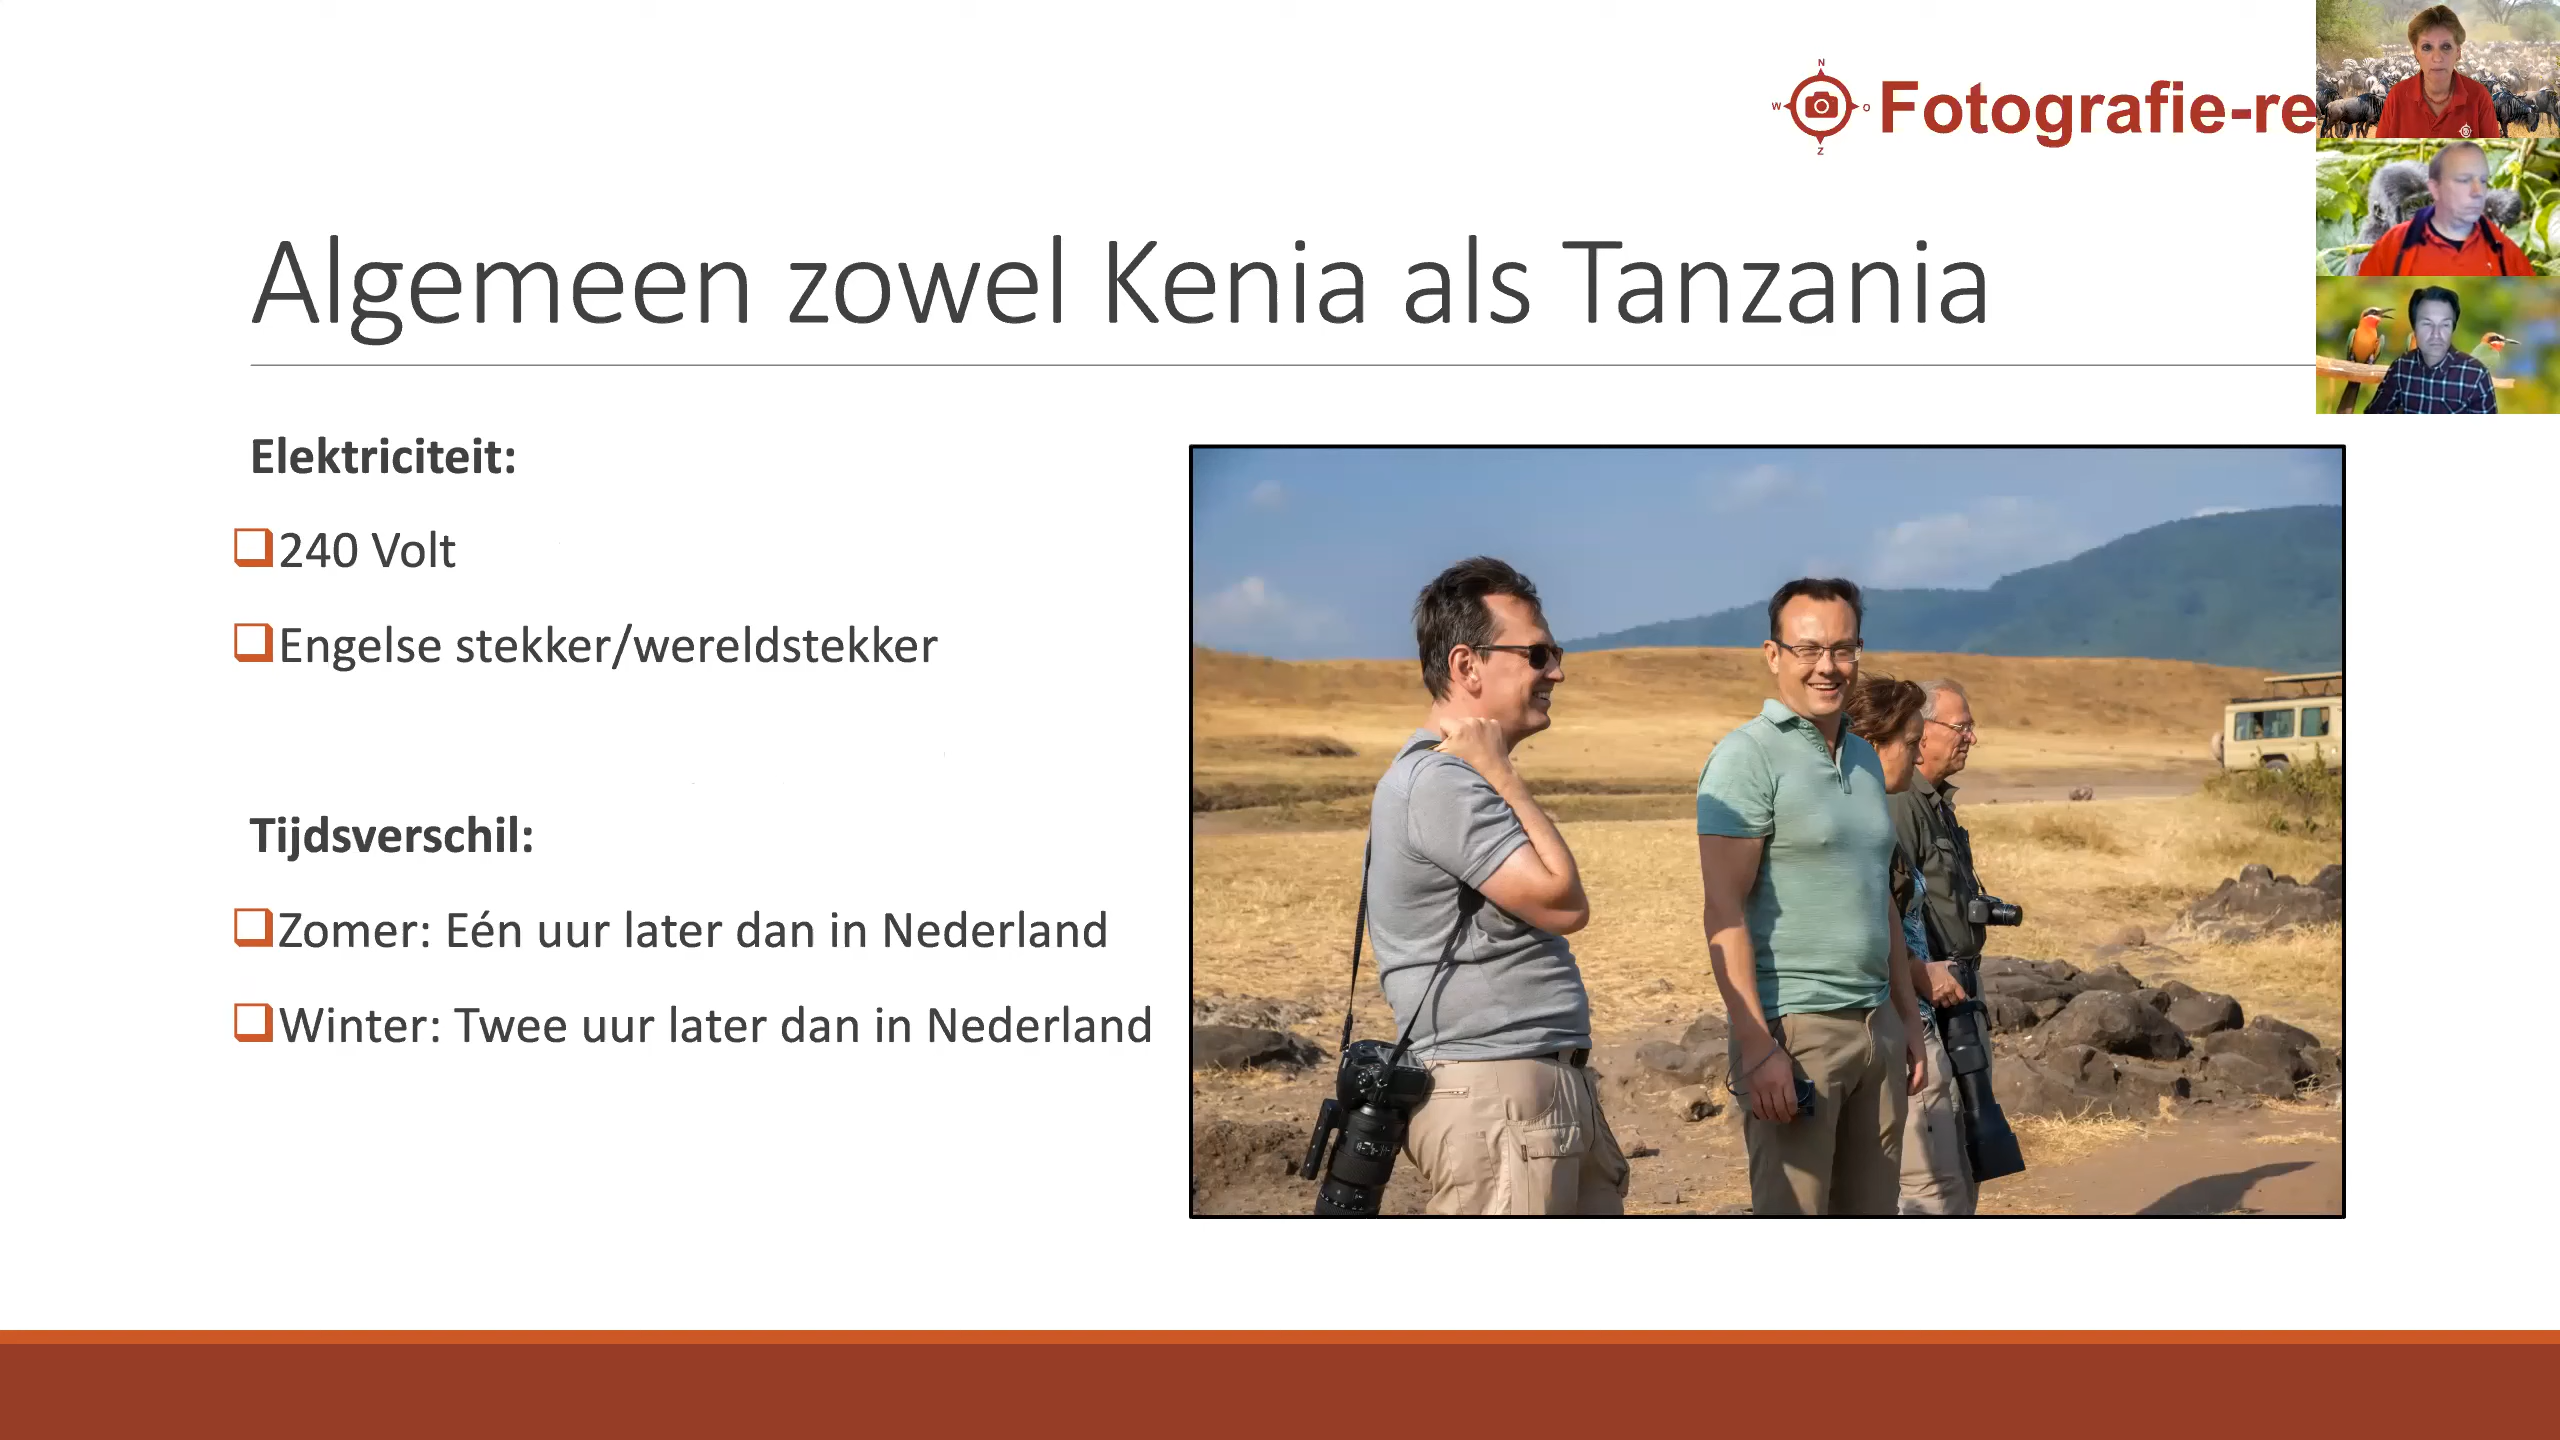 N
W
O
Z
Fotografie-re
Algemeen zowel Kenia als Tanzania
Elektriciteit:
240 Volt
Engelse stekker/wereldstekker
Tijdsverschil:
Zomer: Eén uur later dan in Nederland
Winter: Twee uur later dan in Nederland